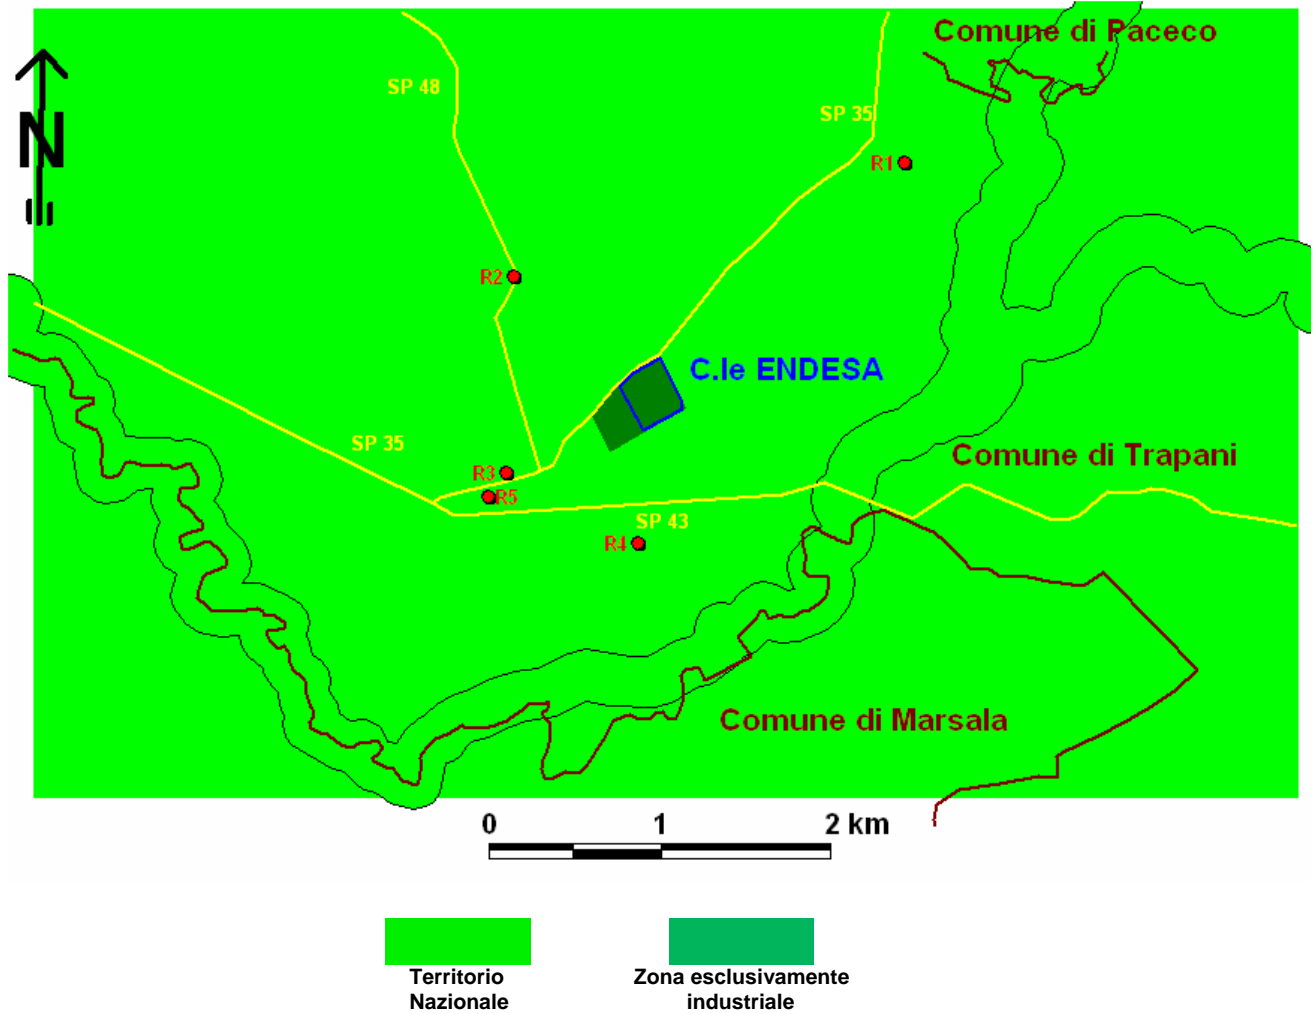 Comune di Paceco
SP 48
SP 35
N
R1
R2
C.le ENDESA
SP 35
Comune di Trapani
R3
R5
SP 43
R4
Comune di Marsala
0 1 2 km
Territorio
Nazionale
Zona esclusivamente
industriale